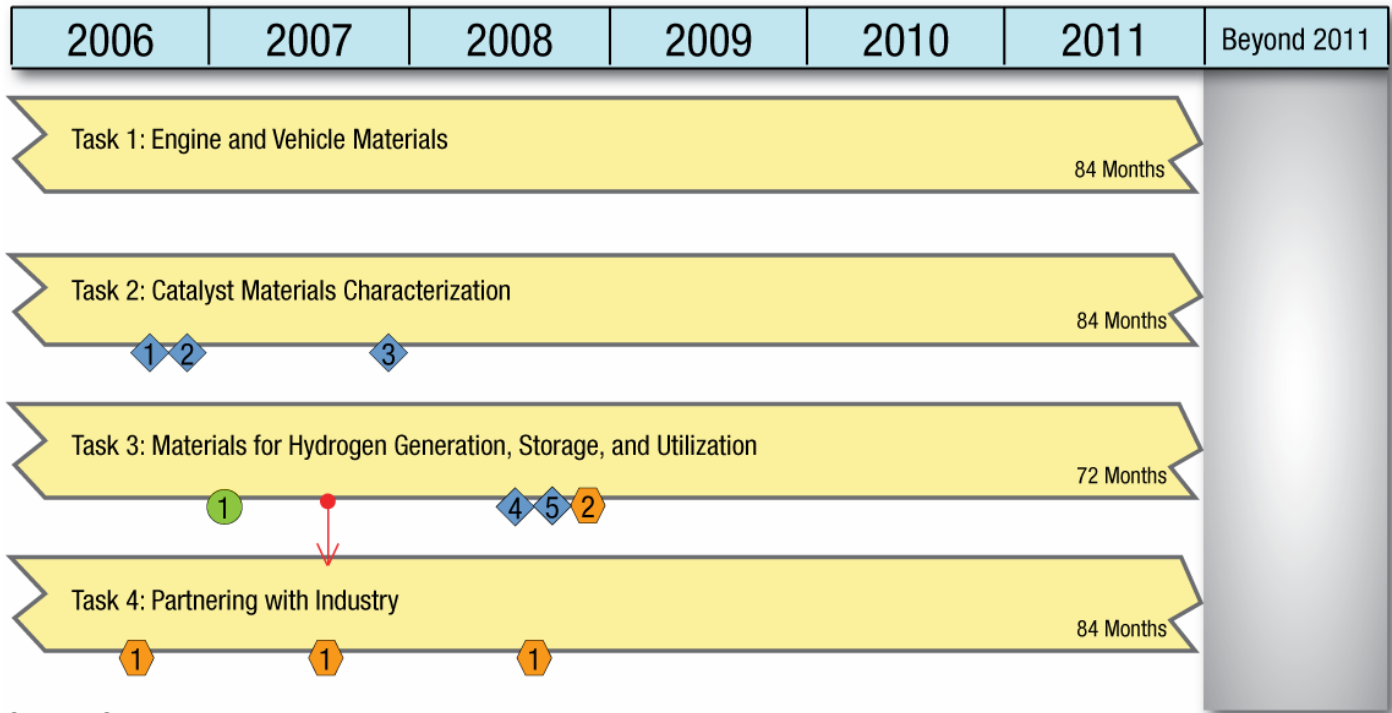 2006 2007 2008 2009 2010 2011 Beyond 2011
Task 1: Engine and Vehicle Materials
84 Months
Task 2: Catalyst Materials Characterization
84 Months
1 2 3
Task 3: Materials for Hydrogen Generation, Storage, and Utilization
72 Months
1 4 5 2
Task 4: Partnering with Industry
84 Months
1 1 1